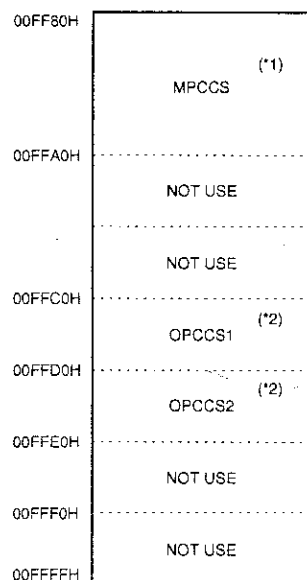 00FF80H
(*1)
MPCCS
00FFA0H
NOT USE
NOT USE
00FFC0H
(*2)
OPCCS1
00FFD0H
(*2)
OPCCS2
00FFE0H
NOT USE
00FFF0H
NOT USE
00FFFFH